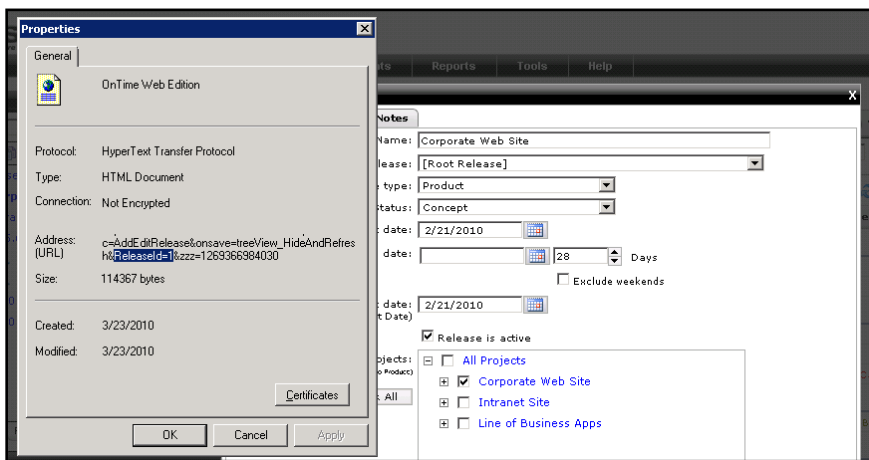 Properties
General
OnTime Web Edition
Protocol: HyperText Transfer Protocol
Type: HTML Document
Connection: Not Encrypted
Address: (URL)
c=AddEditRelease&onsave=treeView_HideAndRefres
h&ReleaseId=1&zzz=1269366984030
Size: 114367 bytes
Created: 3/23/2010
Modified: 3/23/2010
Certificates
OK Cancel Apply
Reports Tools Help
X
Notes
Name: Corporate Web Site
lease: [Root Release]
type: Product
Status: Concept
date: 2/21/2010
date: 28 Days
Exclude weekends
date: 2/21/2010
t Date)
Release is active
ojects: All Projects
o Product)
Corporate Web Site
All
Intranet Site
Line of Business Apps